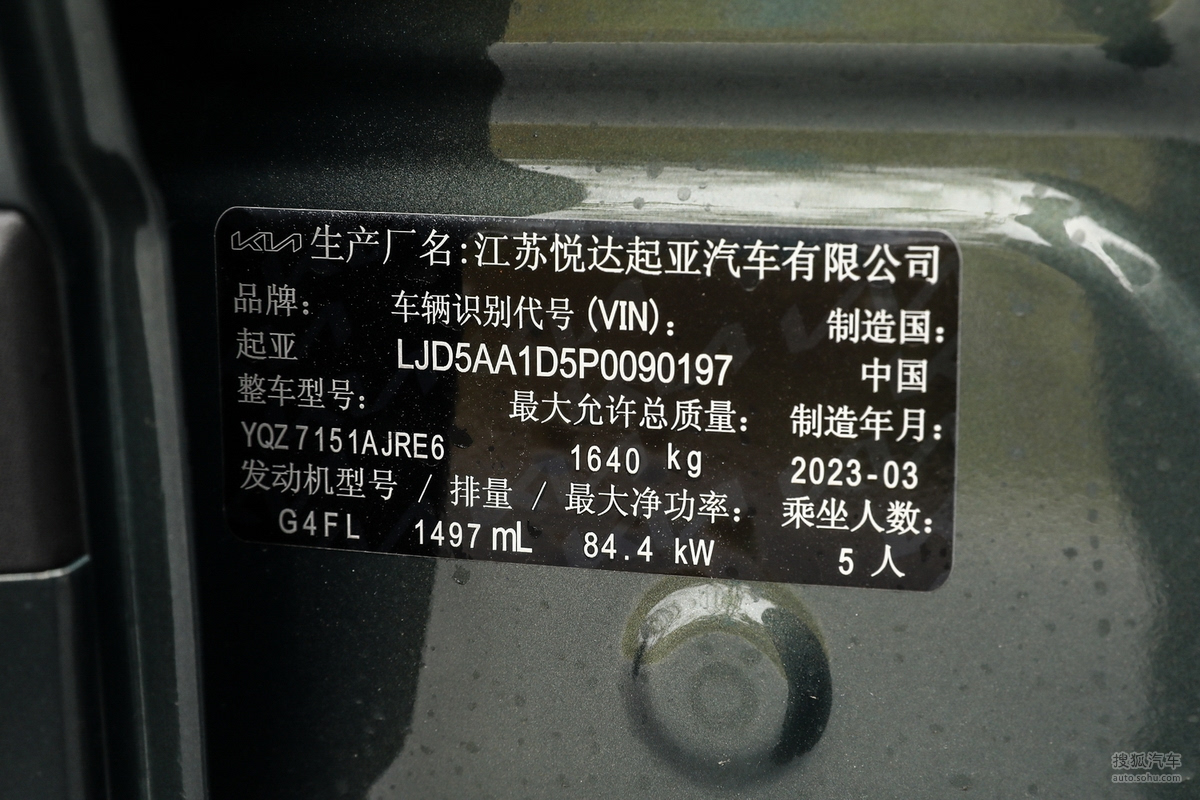 KIA 生产厂名:江苏悦达起亚汽车有限公司
品牌: 车辆识别代号(VIN): 制造国:
起亚 LJD5AA1D5P0090197 中国
整车型号: 最大允许总质量: 制造年月:
YQZ7151AJRE6 1640 kg 2023-03
发动机型号 / 排量 / 最大净功率: 乘坐人数:
G4FL 1497 mL 84.4 kW 5 人
搜狐汽车
auto.sohu.com